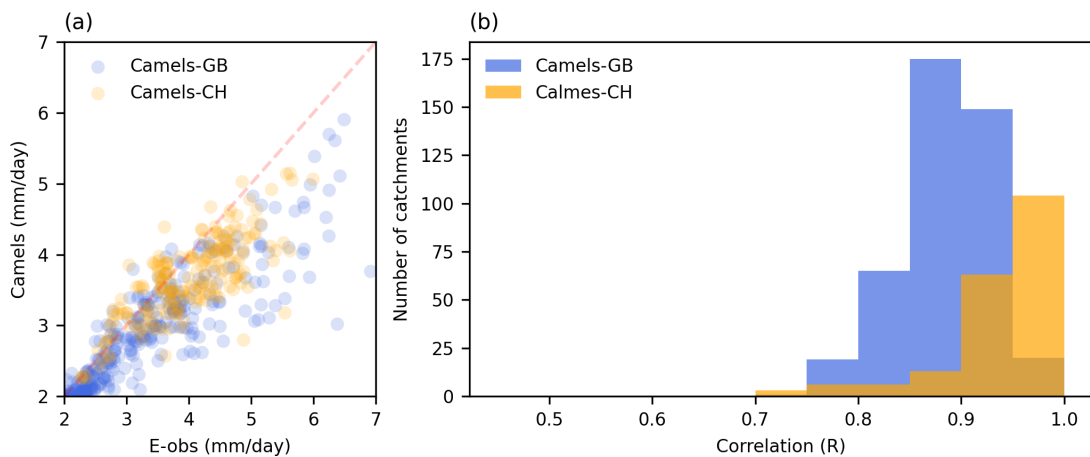 (a)
7
6
5
4
3
2
2 3 4 5 6 7
Camels (mm/day)
E-obs (mm/day)
Camels-GB
Camels-CH
(b)
175
150
125
100
75
50
25
0
0.5 0.6 0.7 0.8 0.9 1.0
Number of catchments
Correlation (R)
Camels-GB
Calmes-CH